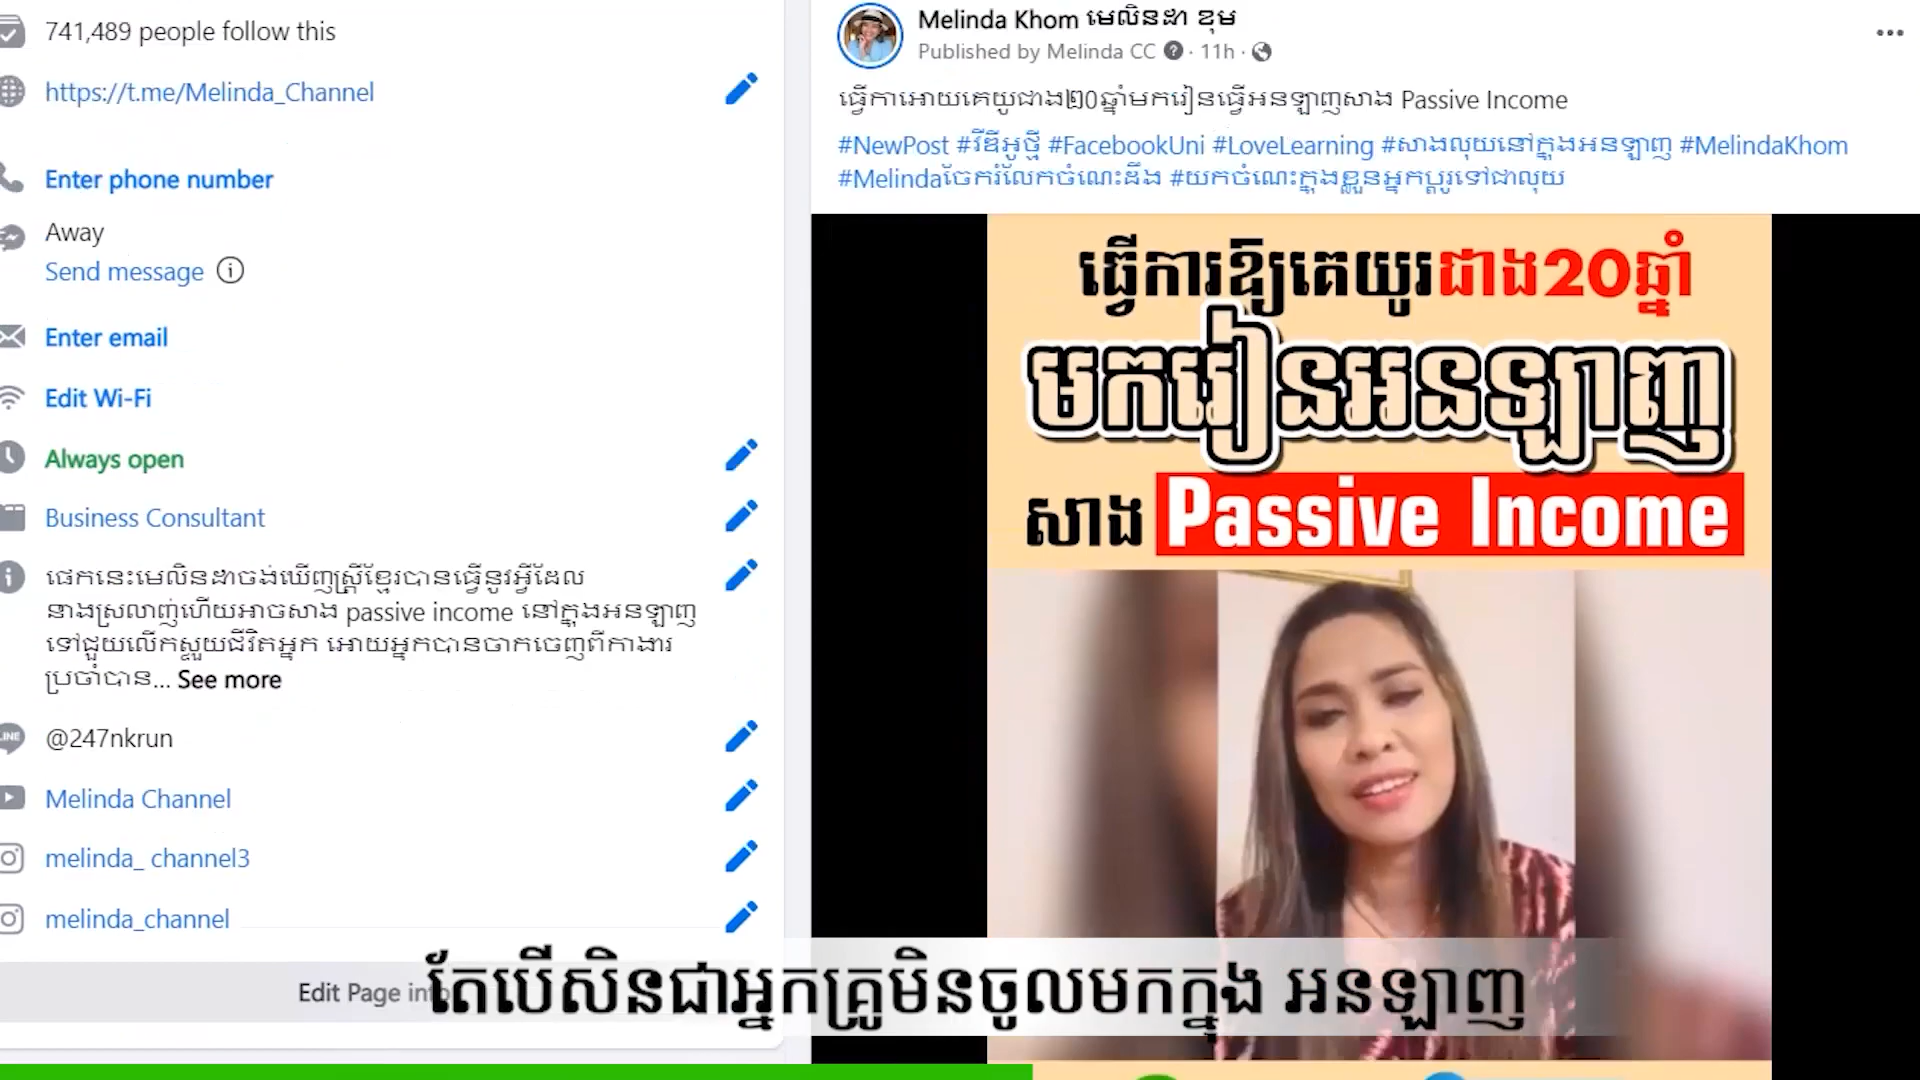 741,489 people follow this
https://t.me/Melinda_Channel
Enter phone number
Away
Send message
Enter email
Edit Wi-Fi
Always open
Business Consultant
ផេកនេះមេលិនដាចង់ឃើញស្ត្រីខ្មែរបានធ្វើនូវអ្វីដែល
នាងស្រលាញ់ហើយអាចសាង passive income នៅក្នុងអនឡាញ
ទៅជួយលើកស្ទួយជីវិតអ្នក អោយអ្នកបានចាកចេញពីកាងារ
ប្រចាំបាន... See more
LINE
@247nkrun
Melinda Channel
melinda_ channel3
melinda_channel
Edit Page info
Melinda Khom មេលិនដា ឌុម
Published by Melinda CC · 11h ·
ធ្វើកាអោយគេយូជាង២០ឆ្នាំមករៀនធ្វើអនឡាញសាង Passive Income
#NewPost #វីឌីអូថ្មី #FacebookUni #LoveLearning #សាងលុយនៅក្នុងអនឡាញ #MelindaKhom
#Melindaចែករំលែកចំណេះដឹង #យកចំណេះក្នុងខ្លួនអ្នកប្តូរទៅជាលុយ
ធ្វើការឱ្យគេយូរជាង20ឆ្នាំ
មករៀនអនឡាញ
សាង Passive Income
តែបើសិនជាអ្នកគ្រូមិនចូលមកក្នុង អនឡាញ